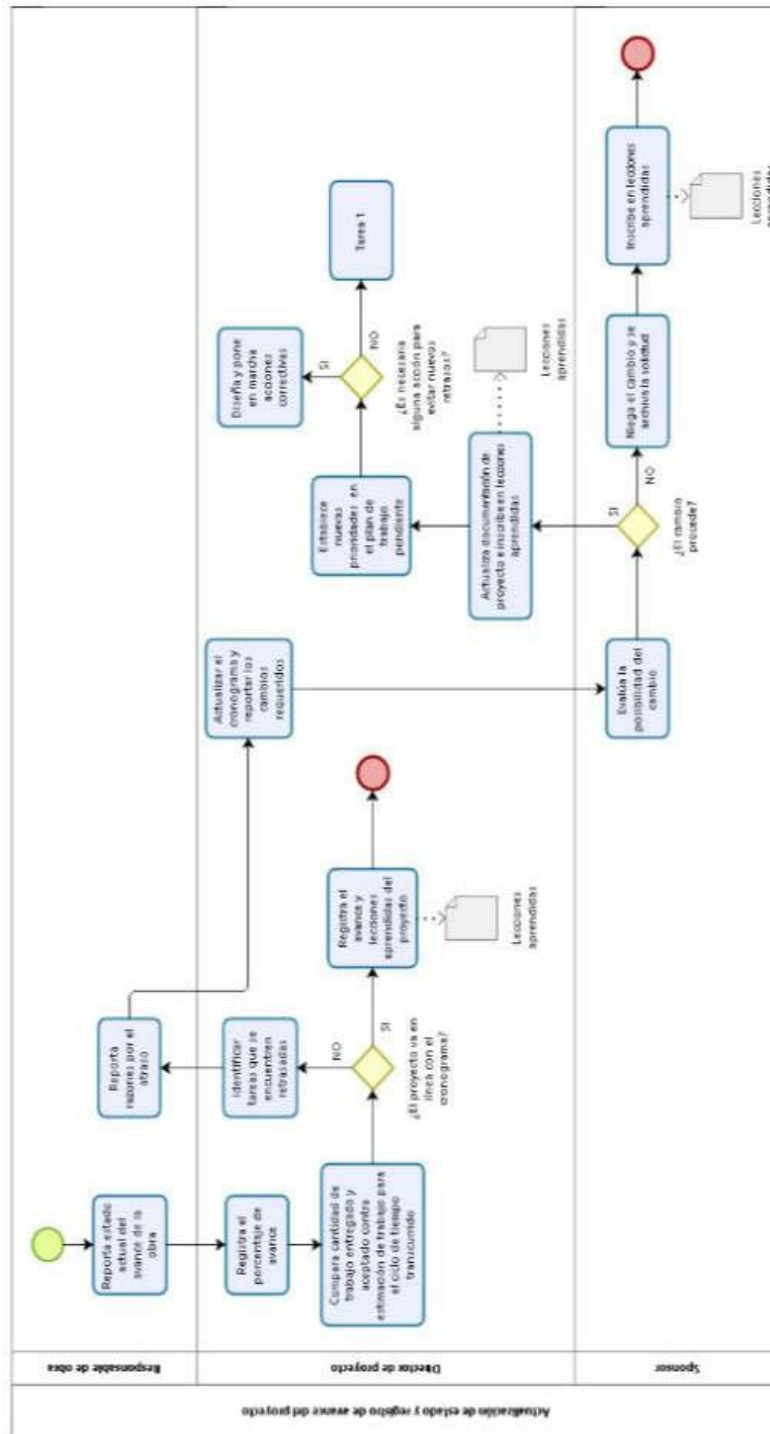 Actualización de estado y registro de avance del proyecto
Responsable de obra
Director de proyecto
Sponsor
Reporta estado
actual del
avance de la
obra
Registra el
porcentaje de
avance
Compara cantidad de
trabajo entregado y
aceptado contra
estimación de trabajo para
el ciclo de tiempo
transcurrido
¿El proyecto va en
línea con el
cronograma?
NO
SI
Identificar
tareas que se
encuentren
retrasadas
Reporta
razones por el
atraso
Registra el
avance y
lecciones
aprendidas del
proyecto
Lecciones
aprendidas
Actualizar el
cronograma y
reportar los
cambios
requeridos
Evalúa la
posibilidad del
cambio
¿El cambio
procede?
SI
NO
Actualiza documentación de
proyecto e inscribe en lecciones
aprendidas
Lecciones
aprendidas
Establece
nuevas
prioridades en
el plan de
trabajo
pendiente
¿Es necesaria
alguna acción para
evitar nuevos
retrasos?
SI
NO
Diseña y pone
en marcha
acciones
correctivas
Tarea 1
Niega el cambio y se
archiva la solicitud
Inscribe en lecciones
aprendidas
Lecciones